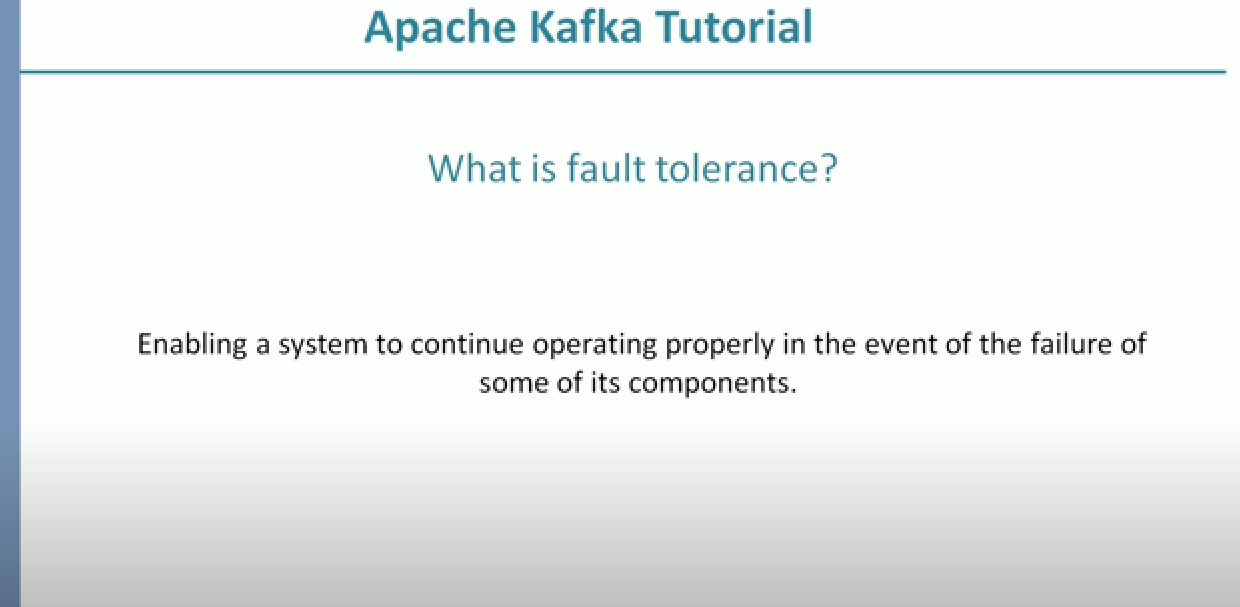 Apache Kafka Tutorial
What is fault tolerance?
Enabling a system to continue operating properly in the event of the failure of
some of its components.